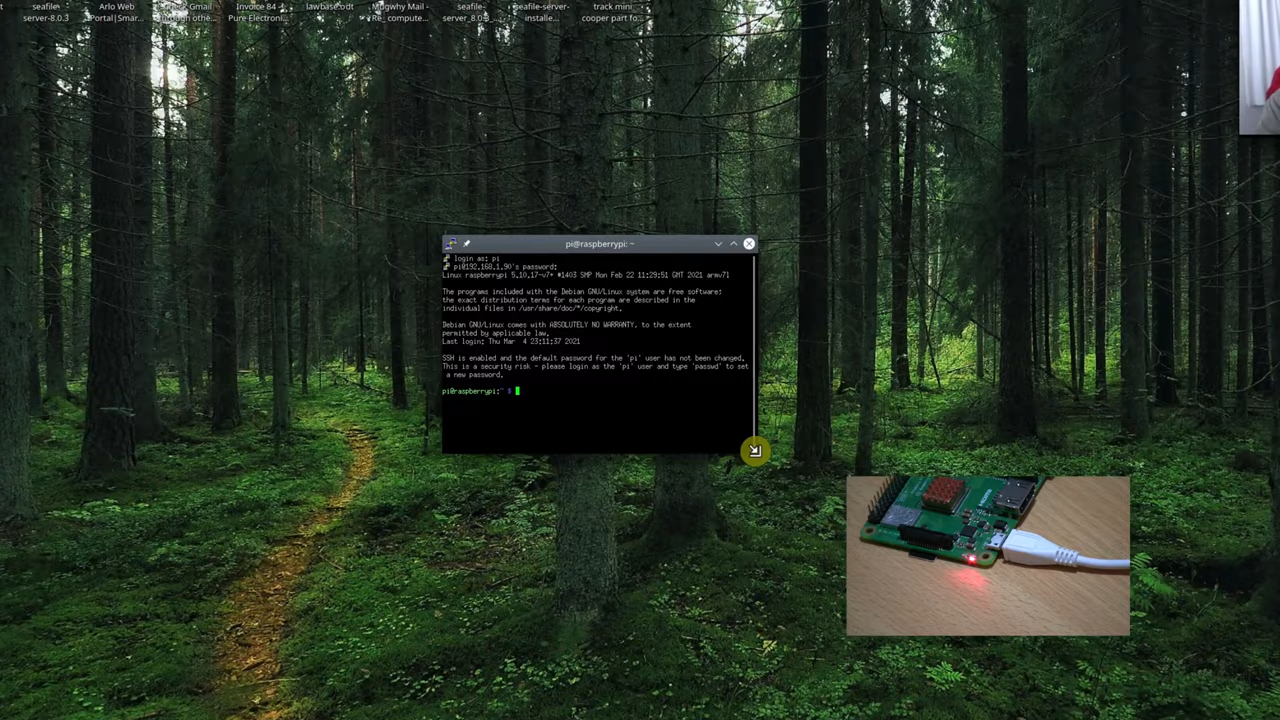 seafile-
server-8.0.3
Arlo Web
Portal | Smar...
Check Gmail
through othe...
Invoice 84 -
Pure Electroni...
lawbase.odt
Mugwhy Mail -
Re_ compute...
seafile-
server_8.0.3_...
seafile-server-
installe...
track mini
cooper part fo...
pi@raspberrypi: ~
login as: pi
pi@192.168.1.90's password:
Linux raspberrypi 5.10.17-v7+ #1403 SMP Mon Feb 22 11:29:51 GMT 2021 armv7l
The programs included with the Debian GNU/Linux system are free software;
the exact distribution terms for each program are described in the
individual files in /usr/share/doc/*/copyright.
Debian GNU/Linux comes with ABSOLUTELY NO WARRANTY, to the extent
permitted by applicable law.
Last login: Thu Mar  4 23:11:37 2021
SSH is enabled and the default password for the 'pi' user has not been changed.
This is a security risk - please login as the 'pi' user and type 'passwd' to set
a new password.
pi@raspberrypi:~ $